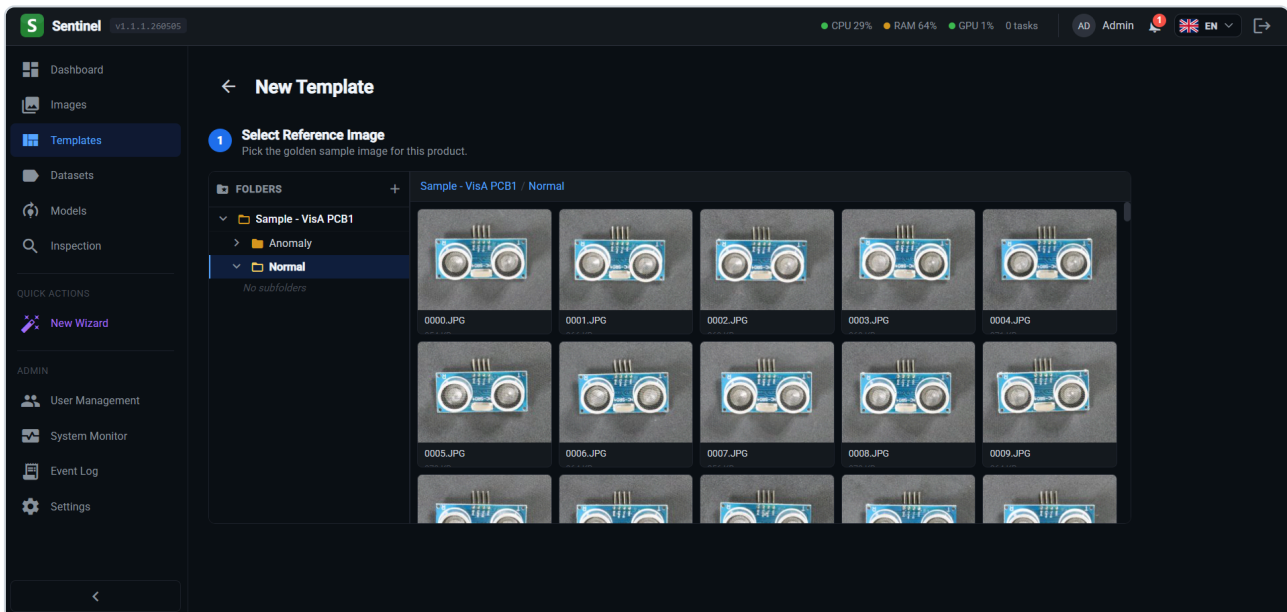 S Sentinel v1.1.1.260505
CPU 29% RAM 64% GPU 1% 0 tasks AD Admin 1 EN
Dashboard
Images
Templates
Datasets
Models
Inspection
QUICK ACTIONS
New Wizard
ADMIN
User Management
System Monitor
Event Log
Settings
New Template
1 Select Reference Image
Pick the golden sample image for this product.
FOLDERS +
Sample - VisA PCB1
Anomaly
Normal
No subfolders
Sample - VisA PCB1 / Normal
0000.JPG 0001.JPG 0002.JPG 0003.JPG 0004.JPG
0005.JPG 0006.JPG 0007.JPG 0008.JPG 0009.JPG